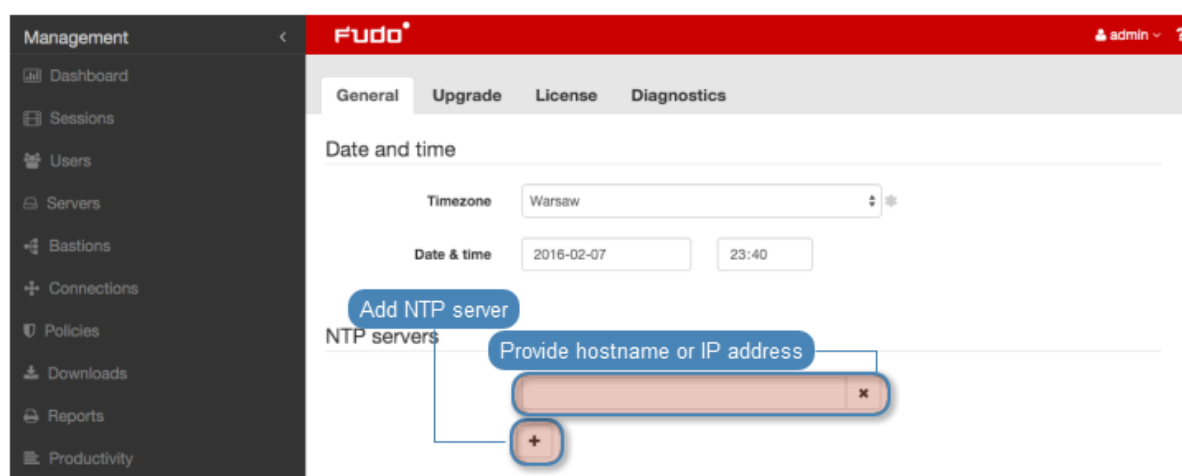 Management
FUDO
admin
?
Dashboard
Sessions
Users
Servers
Bastions
Connections
Policies
Downloads
Reports
Productivity
General Upgrade License Diagnostics
Date and time
Timezone Warsaw
Date & time 2016-02-07 23:40
Add NTP server
NTP servers
Provide hostname or IP address